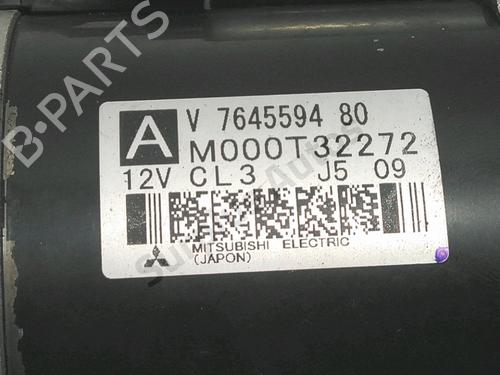 B-PARTS
A V 7645594 80
M000T32272
12V CL3 J5 09
MITSUBISHI ELECTRIC
(JAPON)